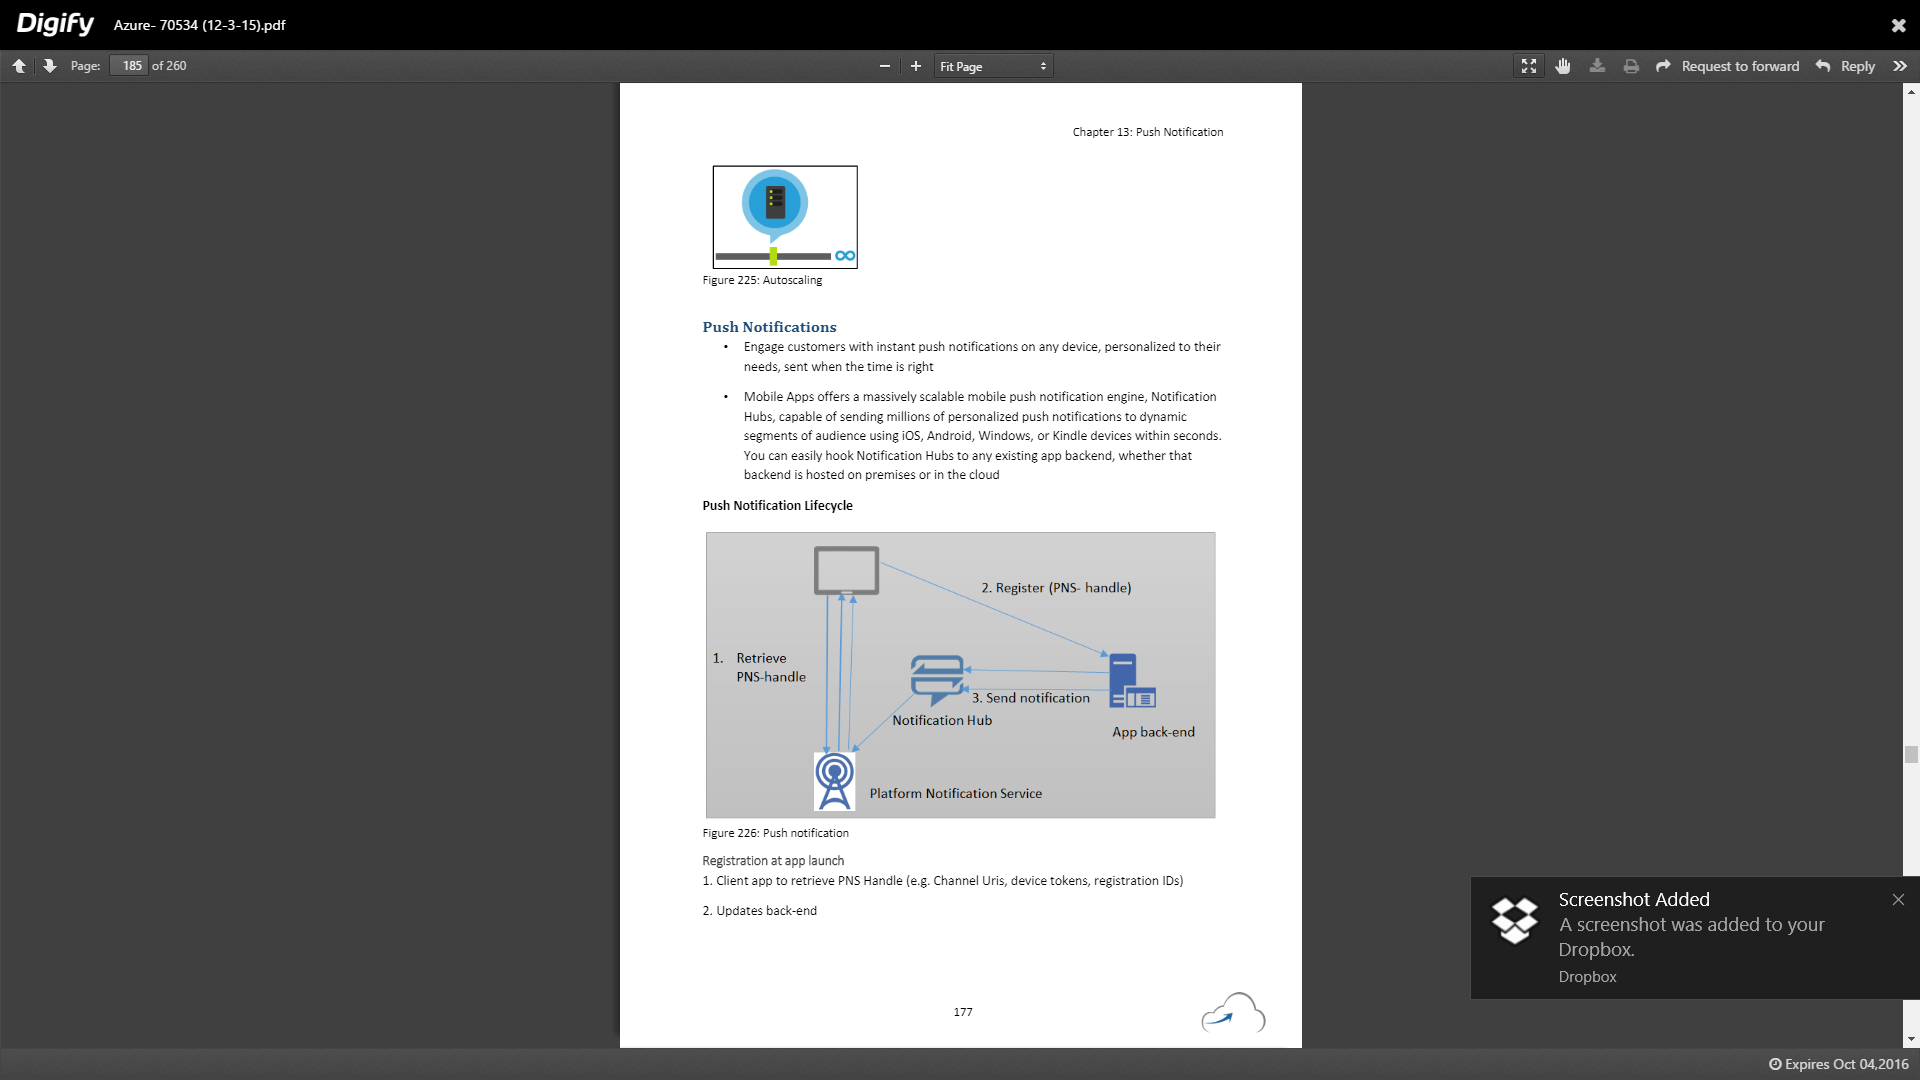 Digify Azure- 70534 (12-3-15).pdf
Page: 185 of 260 Fit Page Request to forward Reply
Chapter 13: Push Notification
Figure 225: Autoscaling
Push Notifications
• Engage customers with instant push notifications on any device, personalized to their
needs, sent when the time is right
• Mobile Apps offers a massively scalable mobile push notification engine, Notification
Hubs, capable of sending millions of personalized push notifications to dynamic
segments of audience using iOS, Android, Windows, or Kindle devices within seconds.
You can easily hook Notification Hubs to any existing app backend, whether that
backend is hosted on premises or in the cloud
Push Notification Lifecycle
2. Register (PNS- handle)
1. Retrieve
PNS-handle
3. Send notification
Notification Hub
App back-end
Platform Notification Service
Figure 226: Push notification
Registration at app launch
1. Client app to retrieve PNS Handle (e.g. Channel Uris, device tokens, registration IDs)
2. Updates back-end
177
Screenshot Added
A screenshot was added to your
Dropbox.
Dropbox
Expires Oct 04,2016